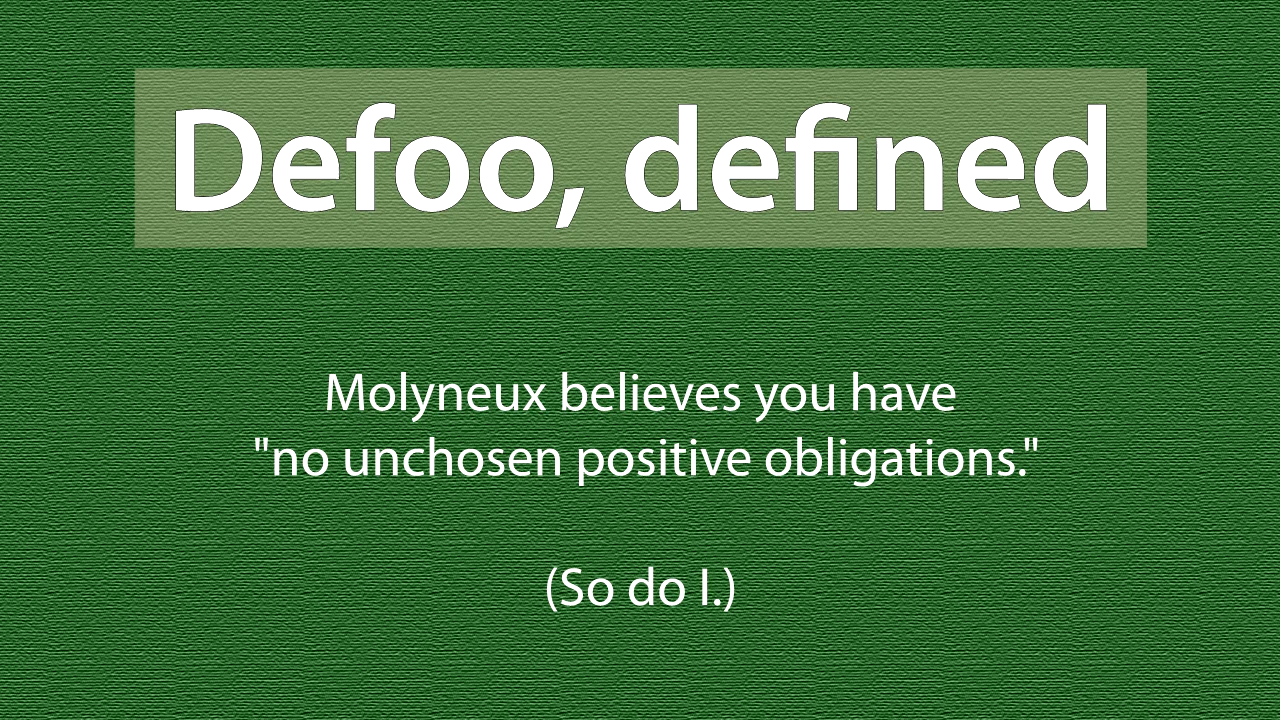 Defoo, defined
Molyneux believes you have
"no unchosen positive obligations."
(So do I.)